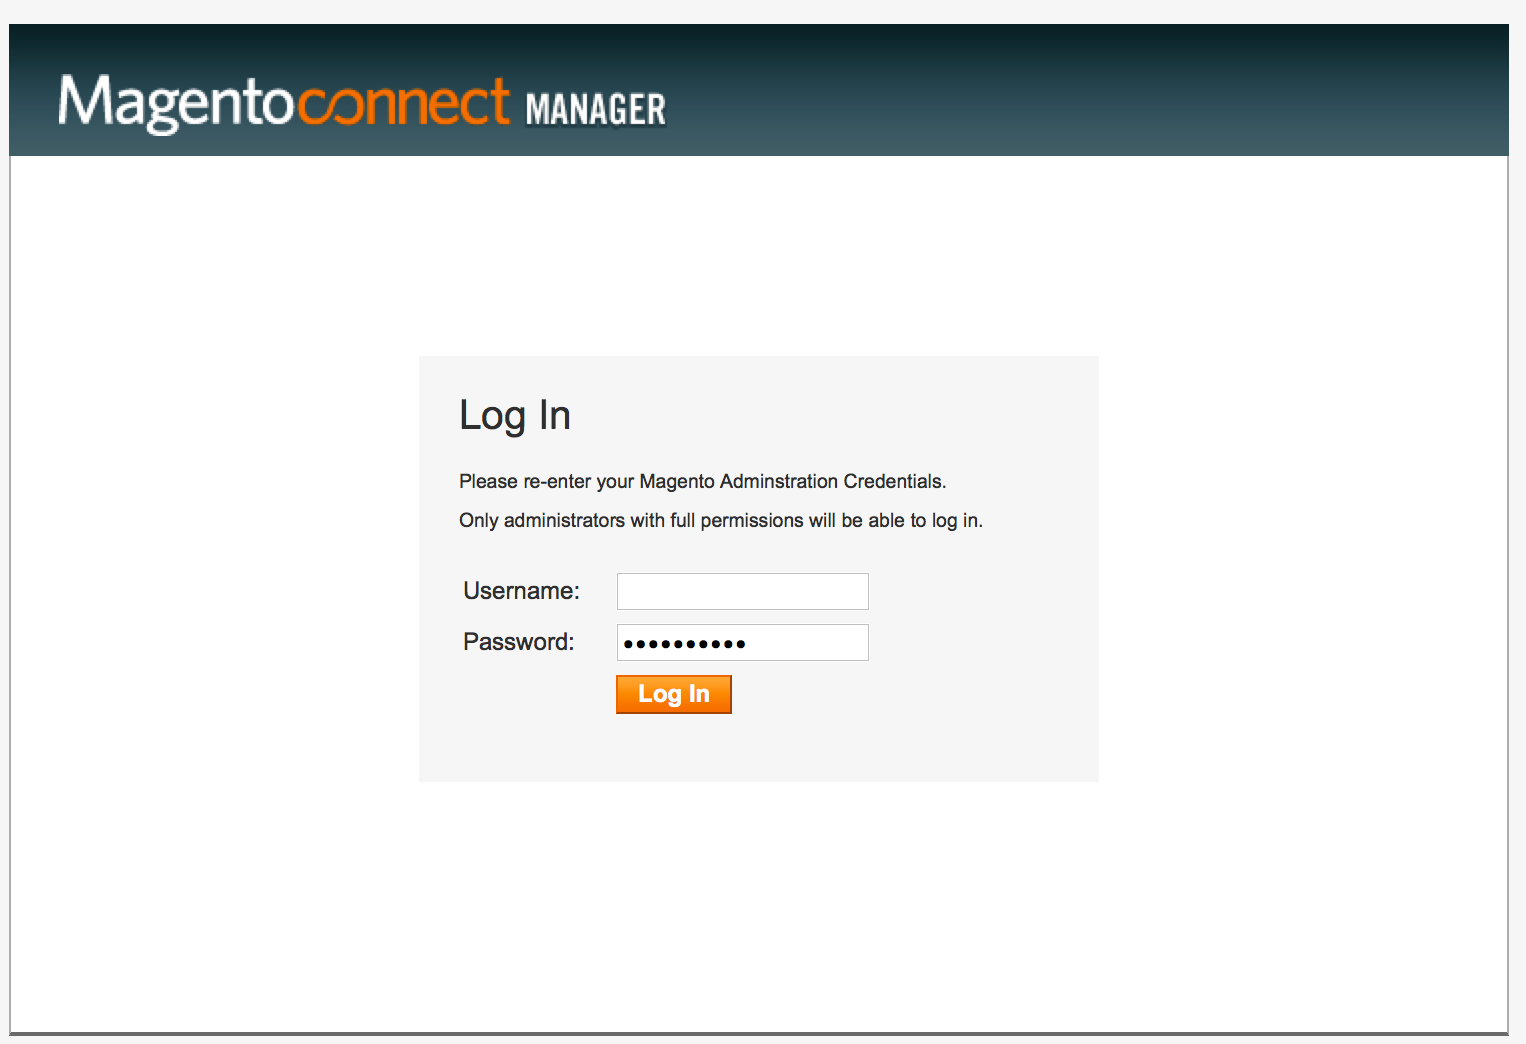 Magentoconnect MANAGER
Log In
Please re-enter your Magento Adminstration Credentials.
Only administrators with full permissions will be able to log in.
Username:
Password: ••••••••••
Log In